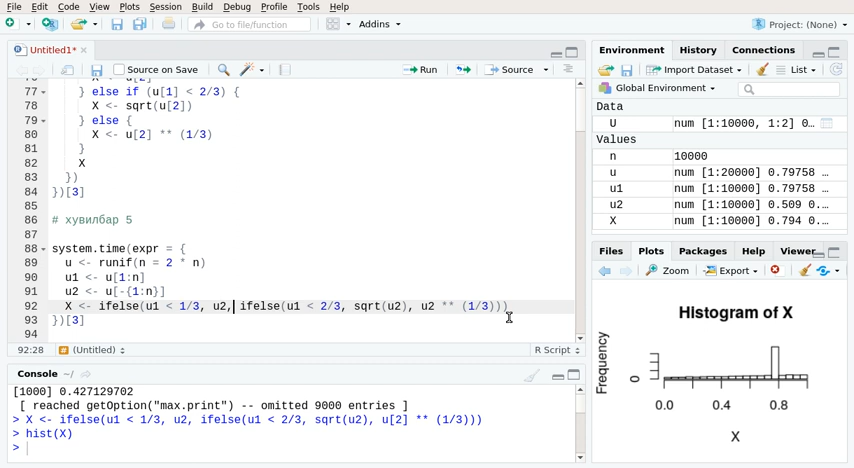 File Edit Code View Plots Session Build Debug Profile Tools Help
Go to file/function Addins Project: (None)
Untitled1* Environment History Connections
Source on Save Run Source Import Dataset List
Global Environment
77 } else if (u[1] < 2/3) {
78 X <- sqrt(u[2])
79 } else {
80 X <- u[2] ** (1/3)
81 }
82 X
83 })
84 })[3]
85
86 # хувилбар 5
87
88 system.time(expr = {
89 u <- runif(n = 2 * n)
90 u1 <- u[1:n]
91 u2 <- u[-{1:n}]
92 X <- ifelse(u1 < 1/3, u2, ifelse(u1 < 2/3, sqrt(u2), u2 ** (1/3)))
93 })[3]
94
92:28 (Untitled) R Script
Data
U num [1:10000, 1:2] 0…
Values
n 10000
u num [1:20000] 0.79758 …
u1 num [1:10000] 0.79758 …
u2 num [1:10000] 0.509 0.…
X num [1:10000] 0.794 0.…
Files Plots Packages Help Viewer
Zoom Export
Histogram of X
Frequency
0
0.0 0.4 0.8
X
Console ~/
[1000] 0.427129702
[ reached getOption("max.print") -- omitted 9000 entries ]
> X <- ifelse(u1 < 1/3, u2, ifelse(u1 < 2/3, sqrt(u2), u[2] ** (1/3)))
> hist(X)
>